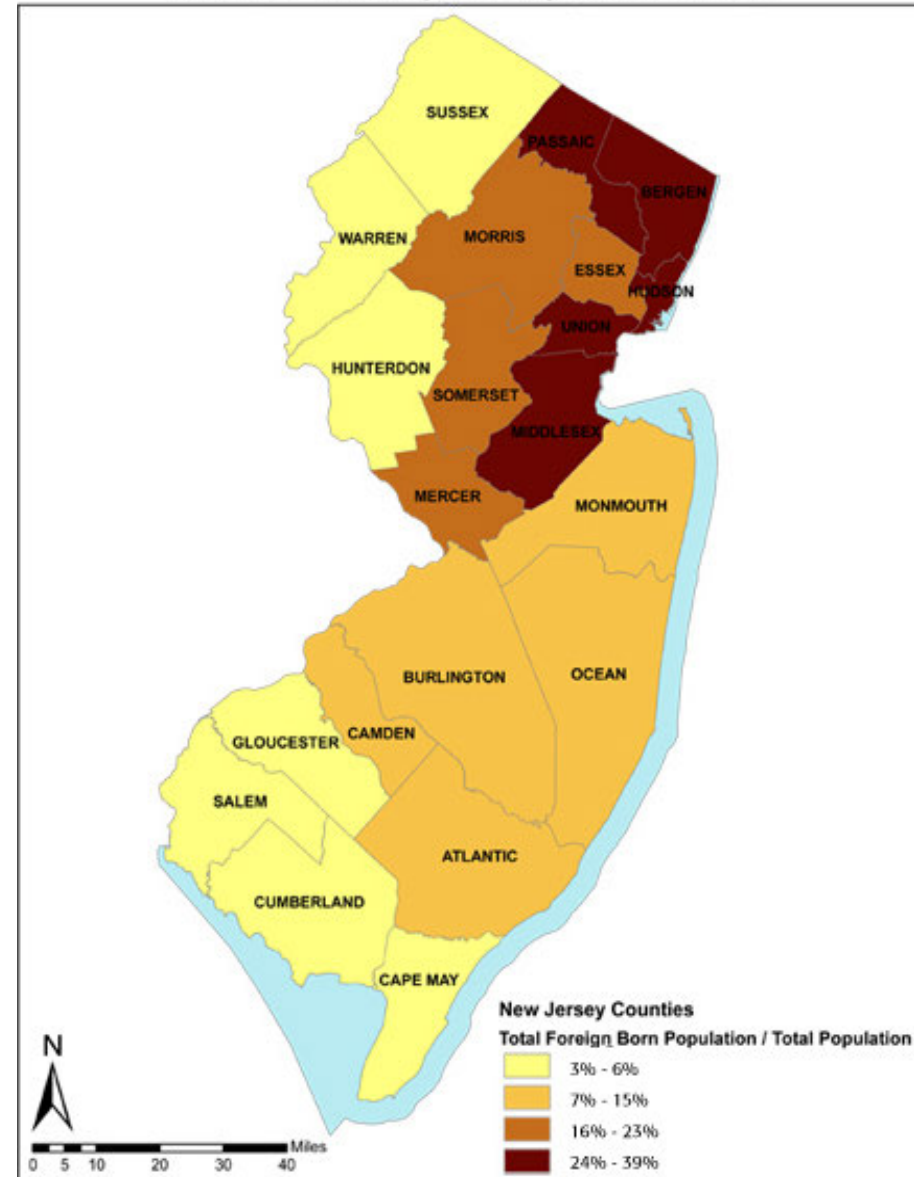 SUSSEX
PASSAIC
BERGEN
WARREN
MORRIS
ESSEX
HUDSON
UNION
HUNTERDON
SOMERSET
MIDDLESEX
MERCER
MONMOUTH
BURLINGTON
OCEAN
CAMDEN
GLOUCESTER
SALEM
ATLANTIC
CUMBERLAND
CAPE MAY
New Jersey Counties
Total Foreign Born Population / Total Population
3% - 6%
7% - 15%
16% - 23%
24% - 39%
N
Miles
0 5 10 20 30 40